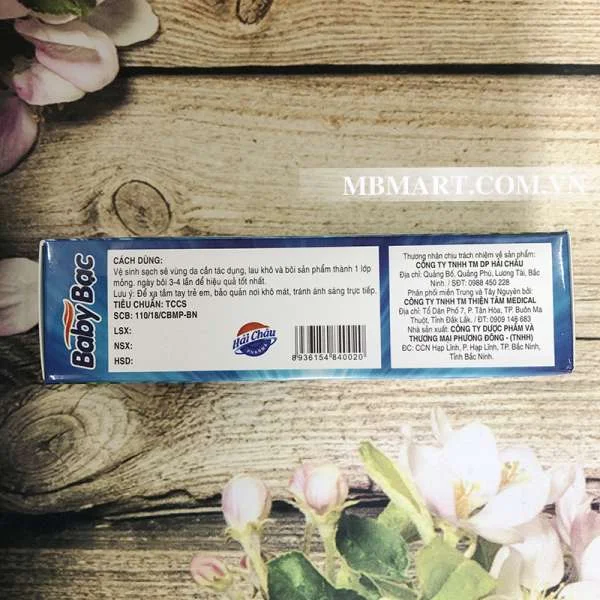 MBMART.COM.VN
Baby Bạc
CÁCH DÙNG:
Vệ sinh sạch sẽ vùng da cần tác dụng, lau khô và bôi sản phẩm thành 1 lớp
mỏng. ngày bôi 3-4 lần để hiệu quả tốt nhất.
Lưu ý: Để xa tầm tay trẻ em, bảo quản nơi khô mát, tránh ánh sáng trực tiếp.
TIÊU CHUẨN: TCCS
SCB: 110/18/CBMP-BN
LSX:
NSX:
HSD:
Hải Châu
PHARMA
8936154840020
Thương nhân chịu trách nhiệm về sản phẩm:
CÔNG TY TNHH TM DP HẢI CHÂU
Địa chỉ: Quảng Bố, Quảng Phú, Lương Tài, Bắc
Ninh./ SĐT: 0988 450 228
Phân phối miền Trung và Tây Nguyên bởi:
CÔNG TY TNHH TM THIỆN TÂM MEDICAL
Địa chỉ: Tổ Dân Phố 7, P. Tân Hòa, TP. Buôn Ma
Thuột, Tỉnh Đắk Lắk. / ĐT: 0909 146 683
Nhà sản xuất: CÔNG TY DƯỢC PHẨM VÀ
THƯƠNG MẠI PHƯƠNG ĐÔNG - (TNHH)
ĐC: CCN Hạp Lĩnh, P. Hạp Lĩnh, TP. Bắc Ninh,
Tỉnh Bắc Ninh.